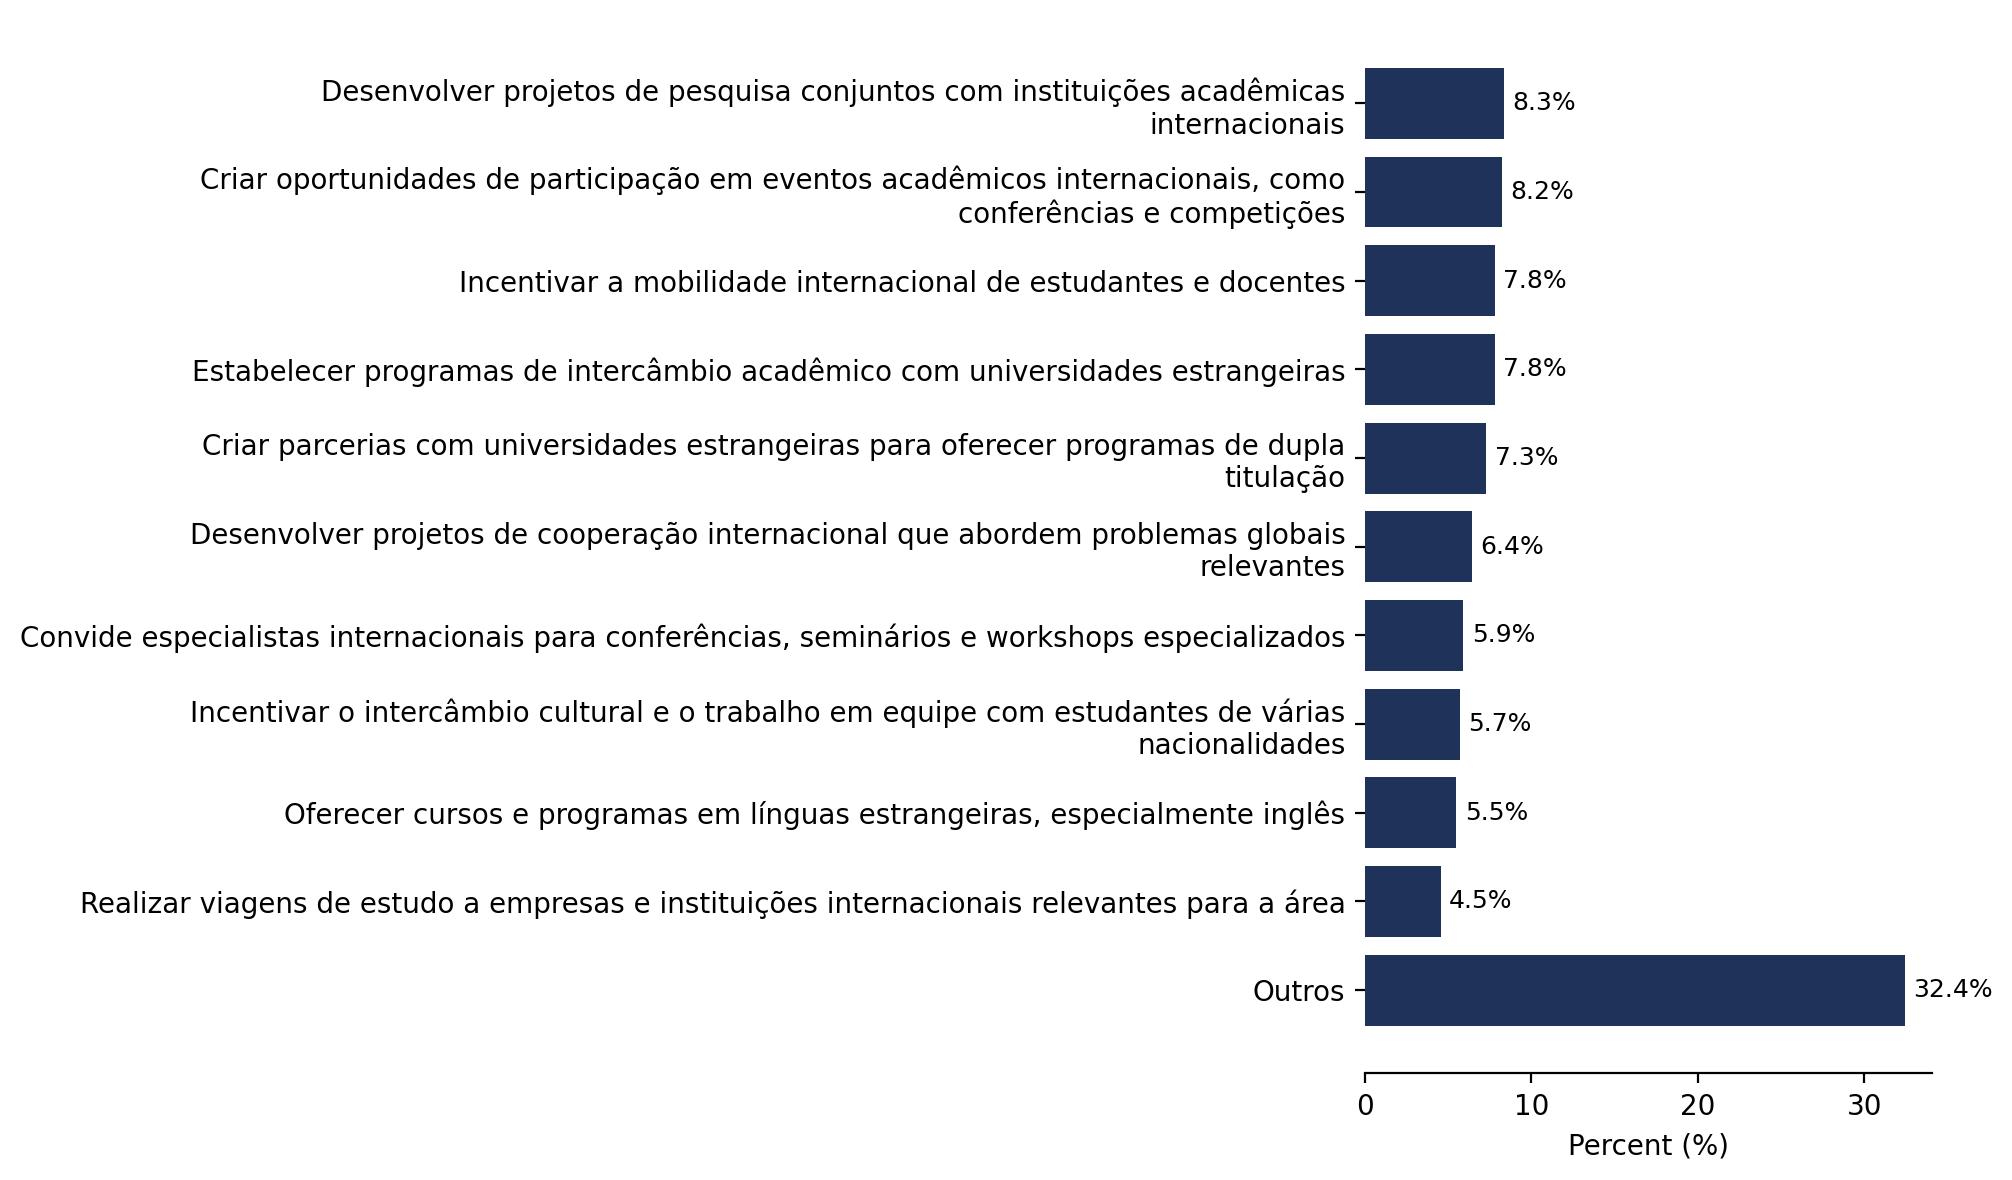 Desenvolver projetos de pesquisa conjuntos com instituições acadêmicas
internacionais
8.3%
Criar oportunidades de participação em eventos acadêmicos internacionais, como
conferências e competições
8.2%
Incentivar a mobilidade internacional de estudantes e docentes
7.8%
Estabelecer programas de intercâmbio acadêmico com universidades estrangeiras
7.8%
Criar parcerias com universidades estrangeiras para oferecer programas de dupla
titulação
7.3%
Desenvolver projetos de cooperação internacional que abordem problemas globais
relevantes
6.4%
Convide especialistas internacionais para conferências, seminários e workshops especializados
5.9%
Incentivar o intercâmbio cultural e o trabalho em equipe com estudantes de várias
nacionalidades
5.7%
Oferecer cursos e programas em línguas estrangeiras, especialmente inglês
5.5%
Realizar viagens de estudo a empresas e instituições internacionais relevantes para a área
4.5%
Outros
32.4%
0 10 20 30
Percent (%)